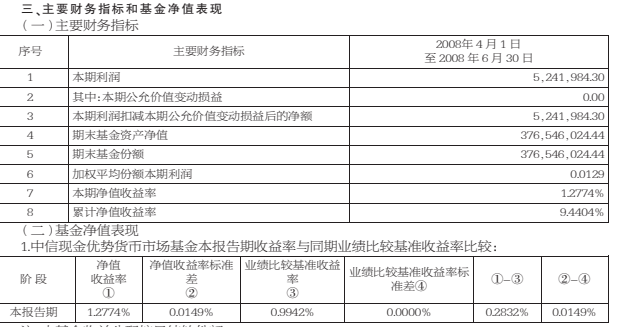 三、主要财务指标和基金净值表现
(一)主要财务指标
序号 主要财务指标 2008年4月1日
至2008年6月30日
1 本期利润 5,241,984.30
2 其中:本期公允价值变动损益 0.00
3 本期利润扣减本期公允价值变动损益后的净额 5,241,984.30
4 期末基金资产净值 376,546,024.44
5 期末基金份额 376,546,024.44
6 加权平均份额本期利润 0.0129
7 本期净值收益率 1.2774%
8 累计净值收益率 9.4404%
(二)基金净值表现
1.中信现金优势货币市场基金本报告期收益率与同期业绩比较基准收益率比较:
阶段 净值收益率① 净值收益率标准差② 业绩比较基准收益率③ 业绩比较基准收益率标准差④ ①-③ ②-④
本报告期 1.2774% 0.0149% 0.9942% 0.0000% 0.2832% 0.0149%